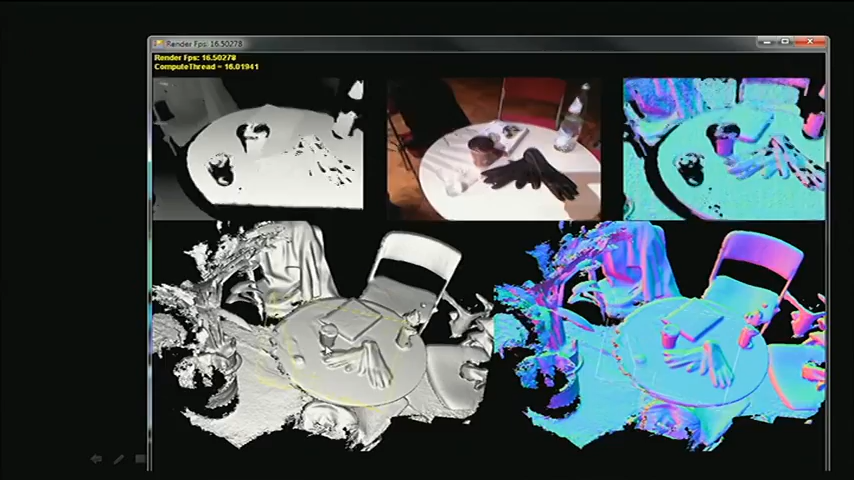 Render Fps: 16.50278
Render Fps: 16.50278
ComputeThread = 16.01941